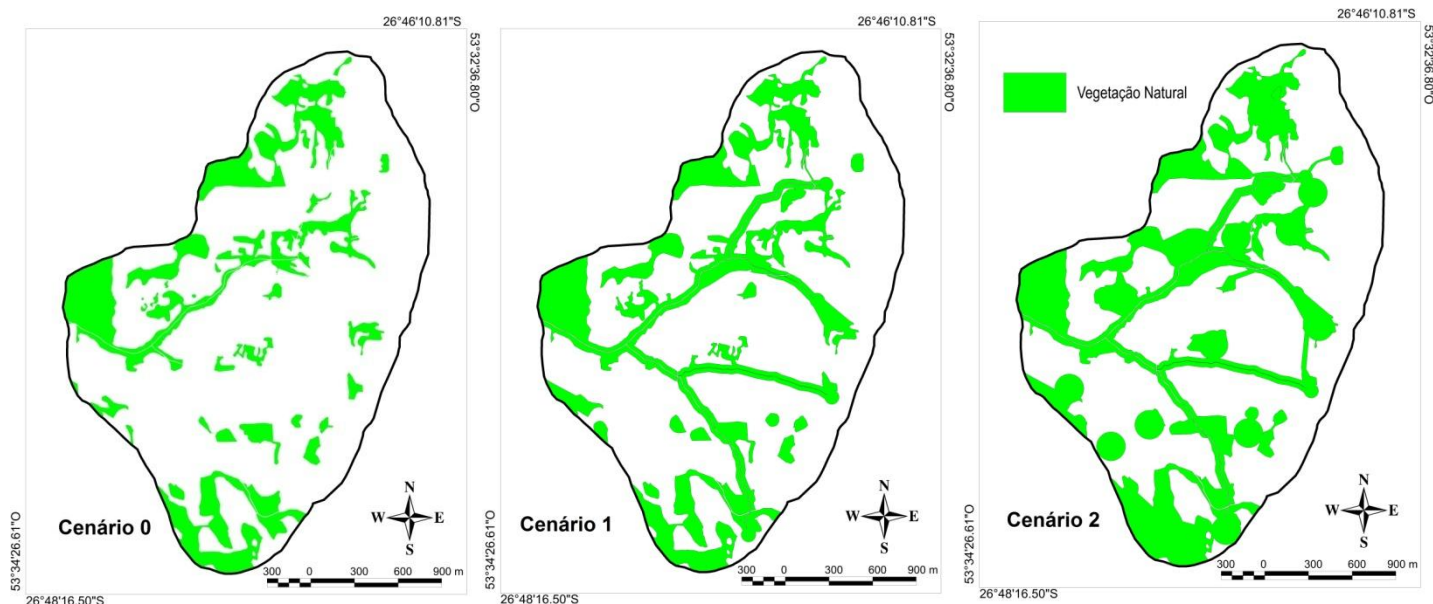 26°46'10.81"S
53°32'36.80"O
N
W E
S
Cenário 0
300 0 300 600 900 m
53°34'26.61"O
26°48'16.50"S
26°46'10.81"S
53°32'36.80"O
N
W E
S
Cenário 1
300 0 300 600 900 m
53°34'26.61"O
26°48'16.50"S
26°46'10.81"S
53°32'36.80"O
Vegetação Natural
N
W E
S
Cenário 2
300 0 300 600 900 m
53°34'26.61"O
26°48'16.50"S